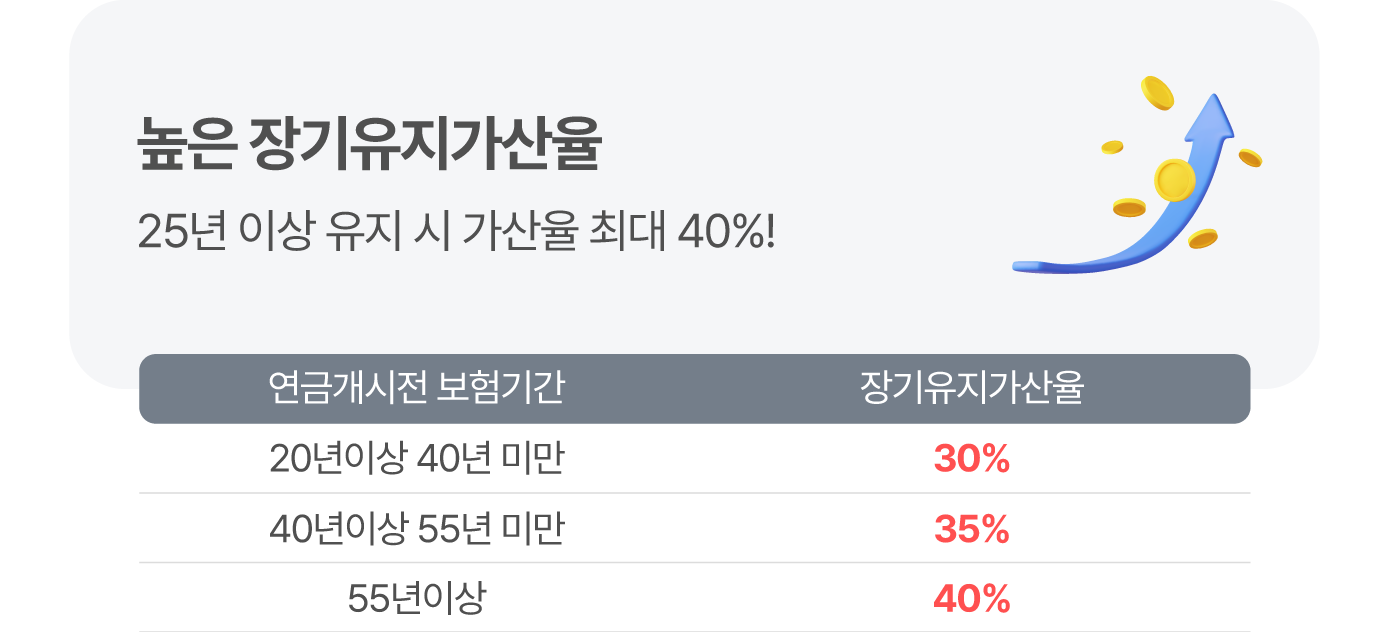 높은 장기유지가산율
25년 이상 유지 시 가산율 최대 40%!
연금개시전 보험기간 장기유지가산율
20년이상 40년 미만 30%
40년이상 55년 미만 35%
55년이상 40%